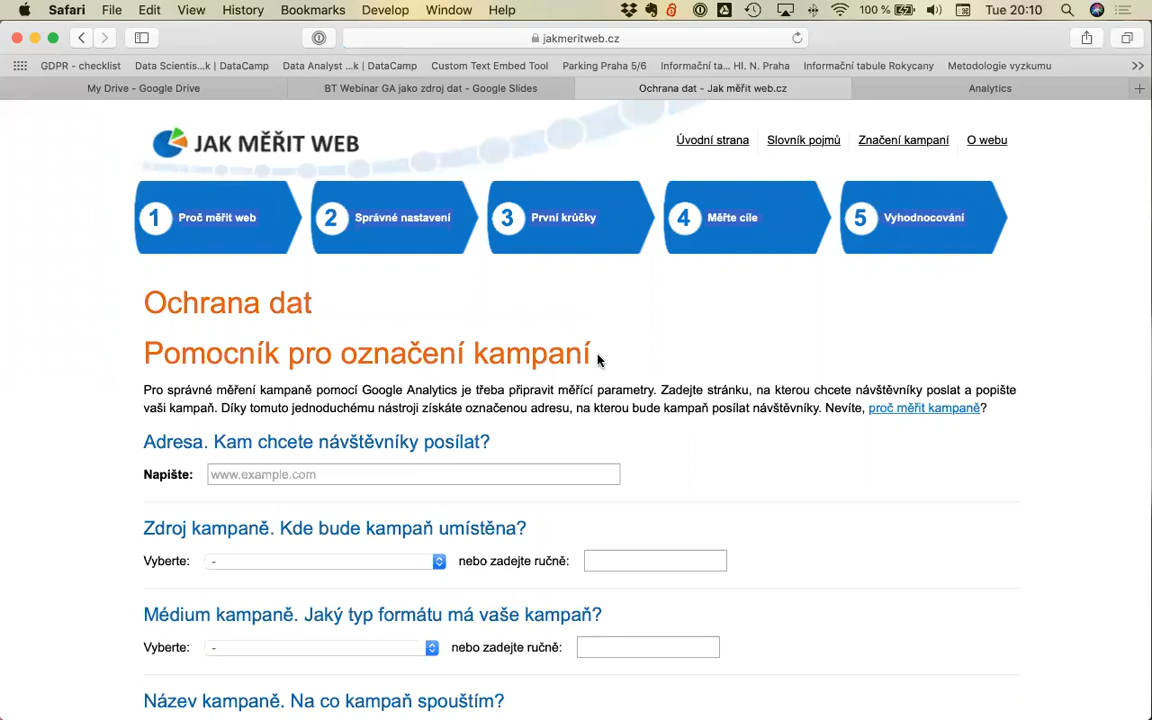 Safari File Edit View History Bookmarks Develop Window Help 100 % Tue 20:10
jakmeritweb.cz
GDPR - checklist Data Scientis...k | DataCamp Data Analyst ...k | DataCamp Custom Text Embed Tool Parking Praha 5/6 Informační ta... Hl. N. Praha Informační tabule Rokycany Metodologie vyzkumu
My Drive - Google Drive BT Webinar GA jako zdroj dat - Google Slides Ochrana dat - Jak měřit web.cz Analytics
JAK MĚŘIT WEB
Úvodní strana Slovník pojmů Značení kampaní O webu
1 Proč měřit web 2 Správné nastavení 3 První krůčky 4 Měřte cíle 5 Vyhodnocování
Ochrana dat
Pomocník pro označení kampaní
Pro správné měření kampaně pomocí Google Analytics je třeba připravit měřící parametry. Zadejte stránku, na kterou chcete návštěvníky poslat a popište
vaši kampaň. Díky tomuto jednoduchému nástroji získáte označenou adresu, na kterou bude kampaň posílat návštěvníky. Nevíte, proč měřit kampaně?
Adresa. Kam chcete návštěvníky posílat?
Napište: www.example.com
Zdroj kampaně. Kde bude kampaň umístěna?
Vyberte: - nebo zadejte ručně:
Médium kampaně. Jaký typ formátu má vaše kampaň?
Vyberte: - nebo zadejte ručně:
Název kampaně. Na co kampaň spouštím?